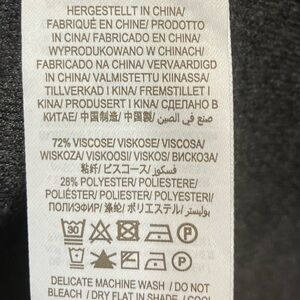 HERGESTELLT IN CHINA/
FABRIQUÉ EN CHINE/ PRODOTTO
IN CINA/ FABRICADO EN CHINA/
WYPRODUKOWANO W CHINACH/
FABRICADO NA CHINA/ VERVAARDIGD
IN CHINA/ VALMISTETTU KIINASSA/
TILLVERKAD I KINA/ FREMSTILLET I
KINA/ PRODUSERT I KINA/ СДЕЛАНО В
КИТАЕ/ 中国制造/ 中国製/ صنع في الصين
72% VISCOSE/ VISKOSE/ VISCOSA/
WISKOZA/ VISKOOSI/ VISKOS/ ВИСКОЗА/
粘纤/ ビスコース/ فسكوز
28% POLYESTER/ POLIESTERE/
POLIÉSTER/ POLIESTER/ POLYESTERI/
ПОЛИЭФИР/ 涤纶/ ポリエステル/ بوليستر
30 P
DELICATE MACHINE WASH / DO NOT
BLEACH / DRY FLAT IN SHADE / COOL